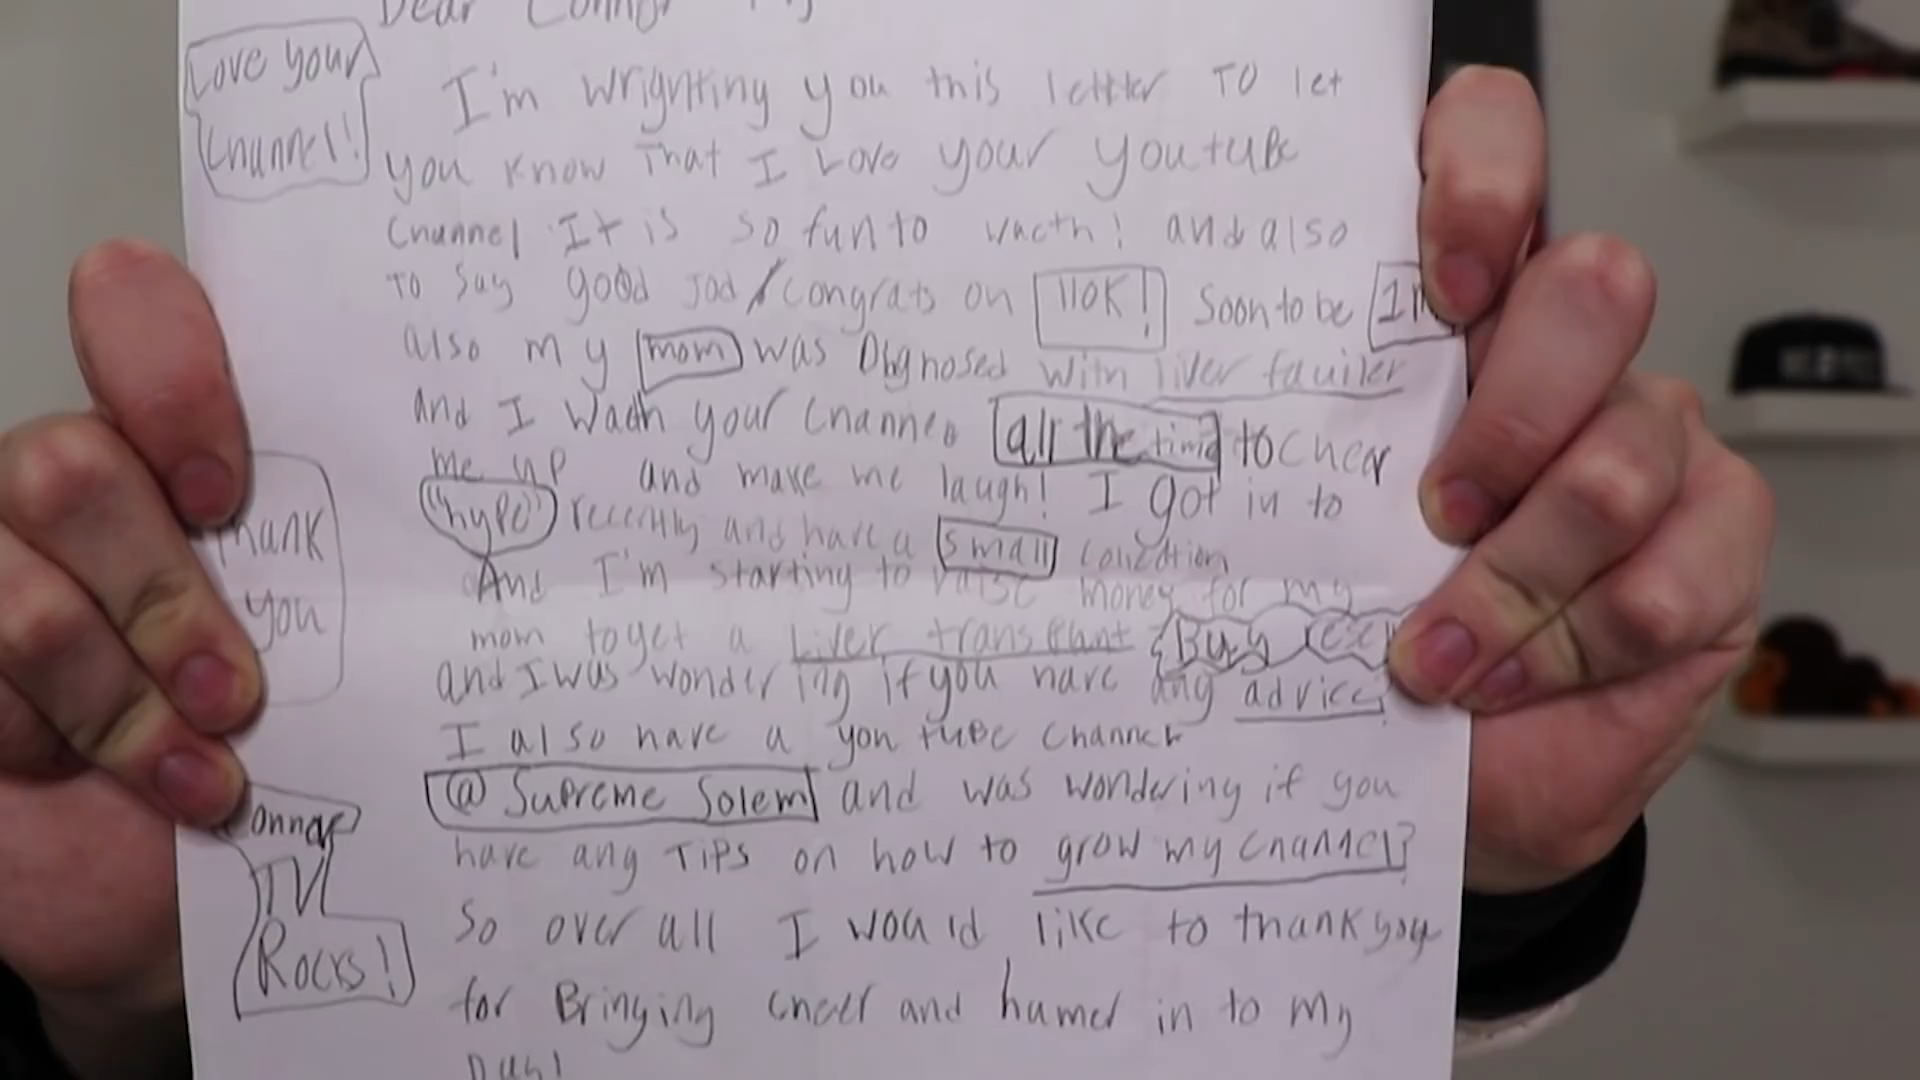 Dear Connor
Love your
Channel!
I'm wrighting you this letter TO let
you know That I Love your youtube
Channel It is so fun to wacth! and also
To say good jod/congrats on 110K! Soon to be
also my mom was with liver fauiler
and I your channel all the time to cheer
me up and make me laugh! I got in to
"hype" recently and have a small
And I'm starting to raise money for my
mom to get a Liver transplant Buy
and I was wondering if you have any advice!
I also have a youtube channel
@ Supreme Solem and was wondering if you
have any Tips on how to grow my channel?
So over all I would like to thank you
for Bringing cheer and humer in to my
Day!
Thank
you
onnor
TV
Rocks!